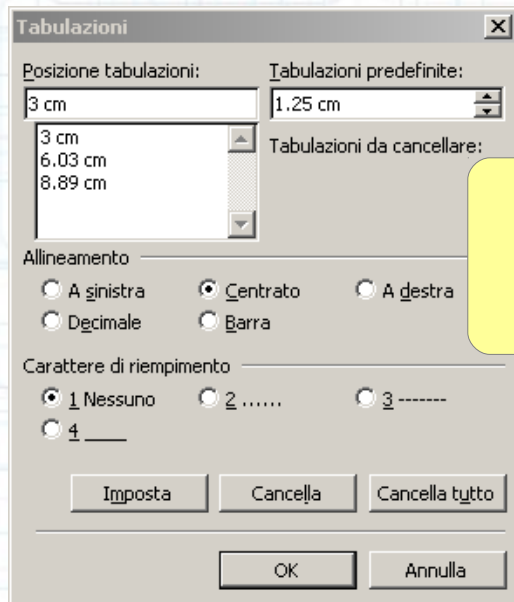 Tabulazioni
Posizione tabulazioni: Tabulazioni predefinite:
3 cm 1.25 cm
3 cm Tabulazioni da cancellare:
6.03 cm
8.89 cm
Allineamento
A sinistra Centrato A destra
Decimale Barra
Carattere di riempimento
1 Nessuno 2 ...... 3 -------
4 ____
Imposta Cancella Cancella tutto
OK Annulla